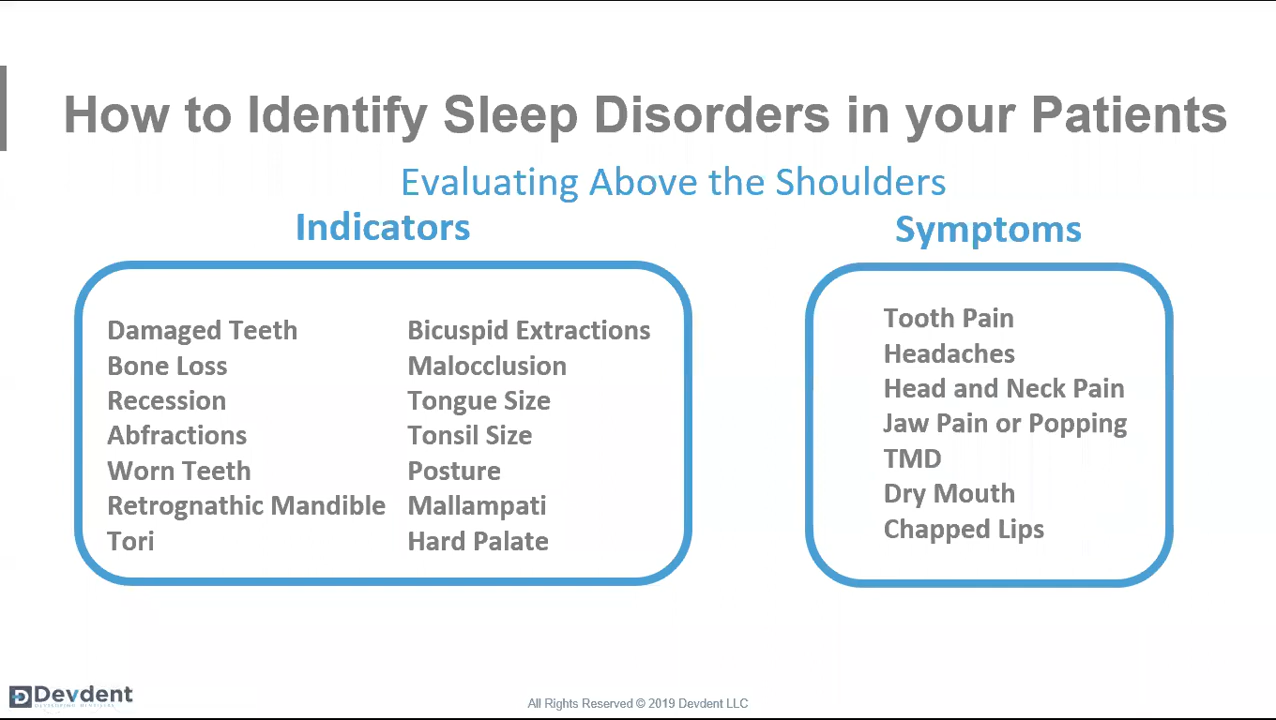 How to Identify Sleep Disorders in your Patients
Evaluating Above the Shoulders
Indicators
Damaged Teeth
Bone Loss
Recession
Abfractions
Worn Teeth
Retrognathic Mandible
Tori
Bicuspid Extractions
Malocclusion
Tongue Size
Tonsil Size
Posture
Mallampati
Hard Palate
Symptoms
Tooth Pain
Headaches
Head and Neck Pain
Jaw Pain or Popping
TMD
Dry Mouth
Chapped Lips
Devdent
All Rights Reserved © 2019 Devdent LLC